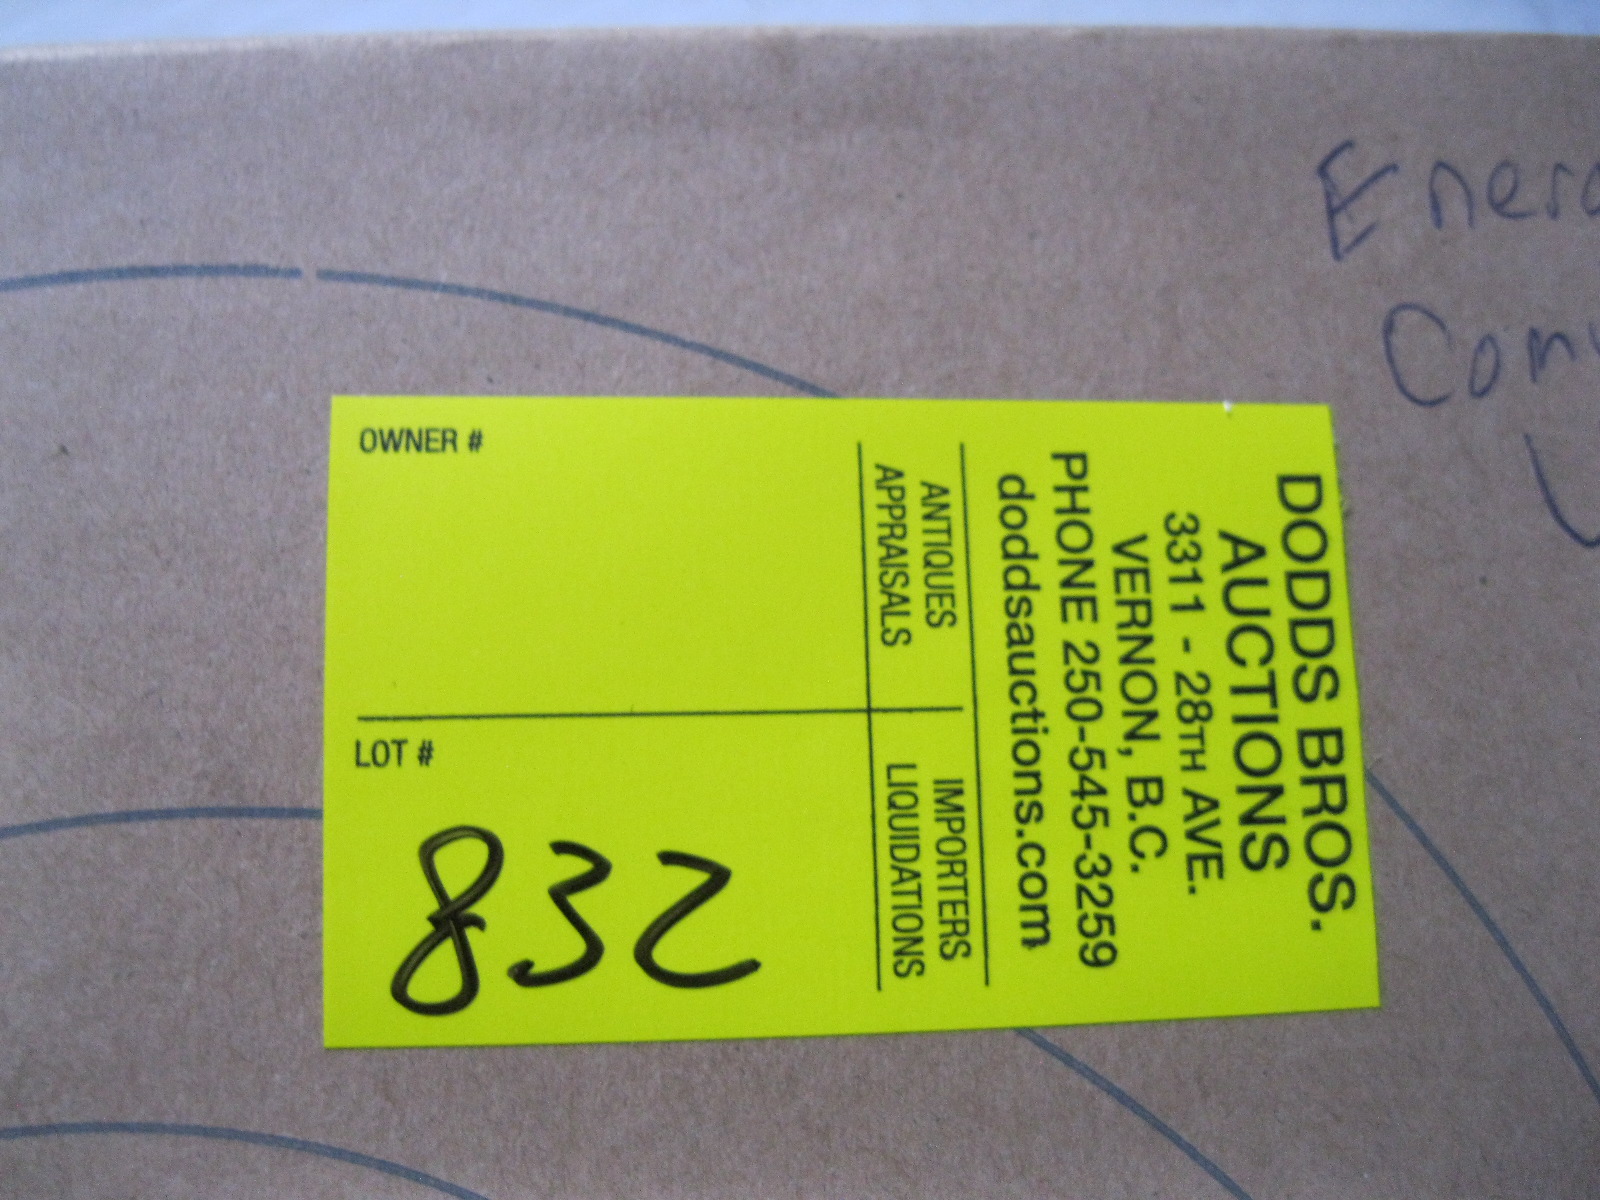 OWNER #
LOT #
832
DODDS BROS.
AUCTIONS
3311 - 28TH AVE.
VERNON, B.C.
PHONE 250-545-3259
doddsauctions.com
ANTIQUES
APPRAISALS
IMPORTERS
LIQUIDATIONS